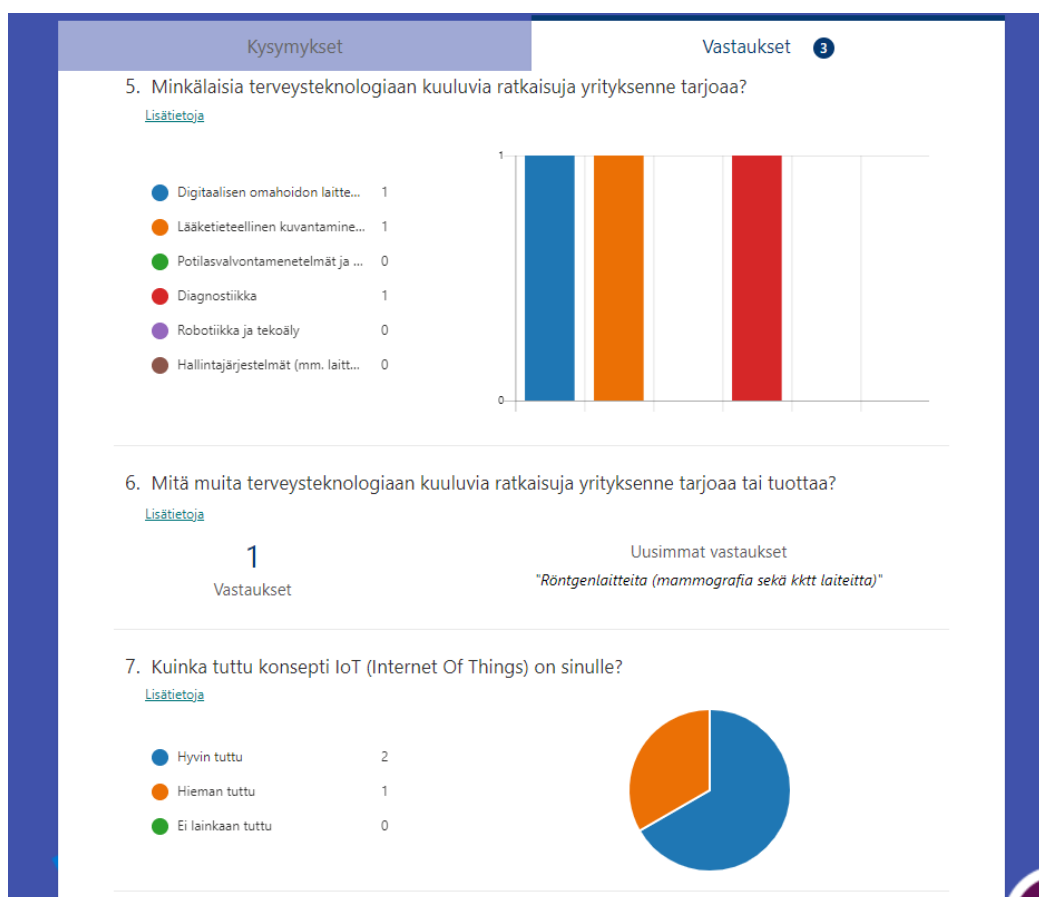 Kysymykset
Vastaukset 3
5. Minkälaisia terveysteknologiaan kuuluvia ratkaisuja yrityksenne tarjoaa?
Lisätietoja
Digitaalisen omahoidon laitte... 1
Lääketieteellinen kuvantamine... 1
Potilasvalvontamenetelmät ja ... 0
Diagnostiikka 1
Robotiikka ja tekoäly 0
Hallintajärjestelmät (mm. laitt... 0
1
0
6. Mitä muita terveysteknologiaan kuuluvia ratkaisuja yrityksenne tarjoaa tai tuottaa?
Lisätietoja
1
Vastaukset
Uusimmat vastaukset
"Röntgenlaitteita (mammografia sekä kktt laiteitta)"
7. Kuinka tuttu konsepti IoT (Internet Of Things) on sinulle?
Lisätietoja
Hyvin tuttu 2
Hieman tuttu 1
Ei lainkaan tuttu 0